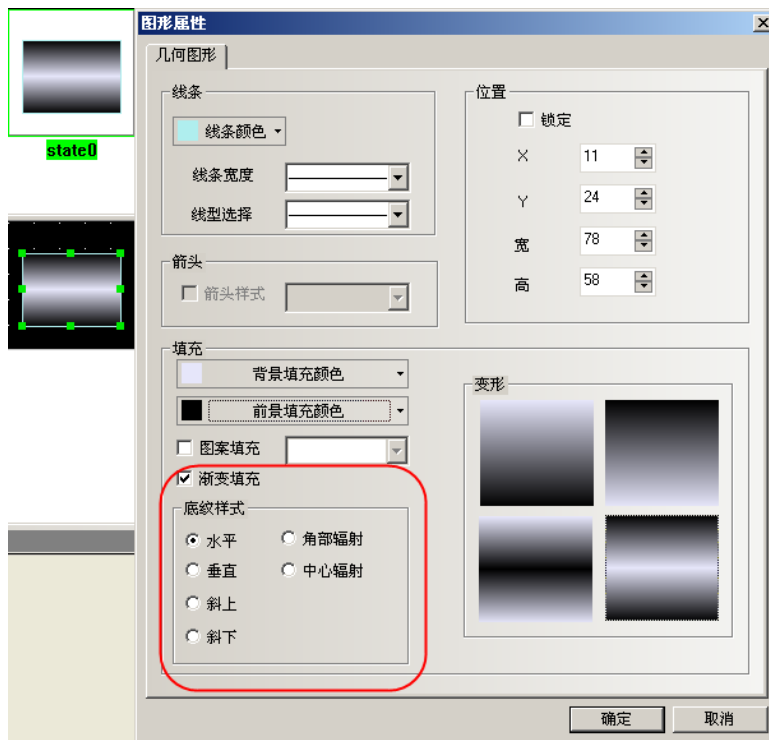 图形属性
几何图形
线条
线条颜色
线条宽度
线型选择
箭头
箭头样式
位置
锁定
X 11
Y 24
宽 78
高 58
填充
背景填充颜色
前景填充颜色
图案填充
渐变填充
底纹样式
水平 角部辐射
垂直 中心辐射
斜上
斜下
变形
确定 取消
state0